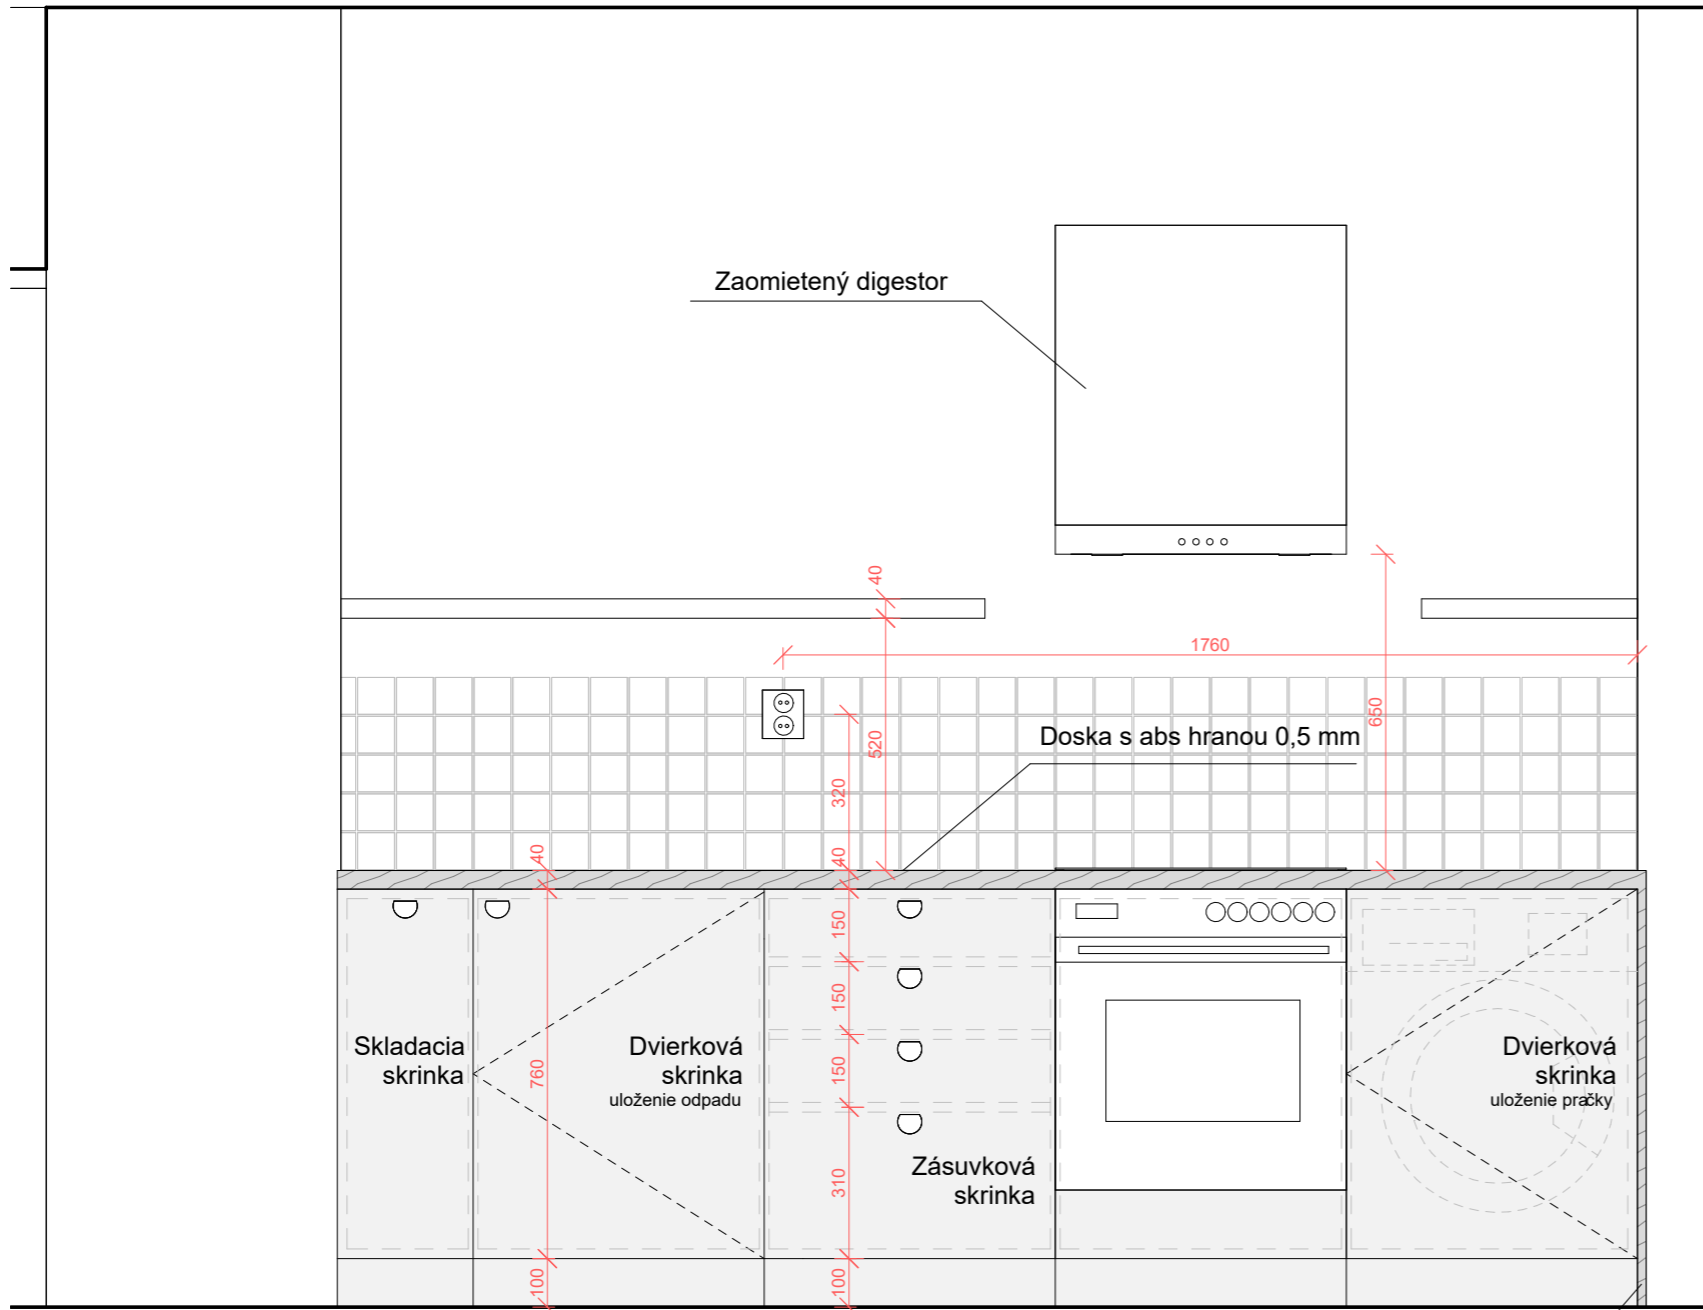 Zaomietený digestor
40
1760
650
520
Doska s abs hranou 0,5 mm
320
40
40
150
150
150
310
100
760
100
Skladacia
skrinka
Dvierková
skrinka
uloženie odpadu
Zásuvková
skrinka
Dvierková
skrinka
uloženie pračky